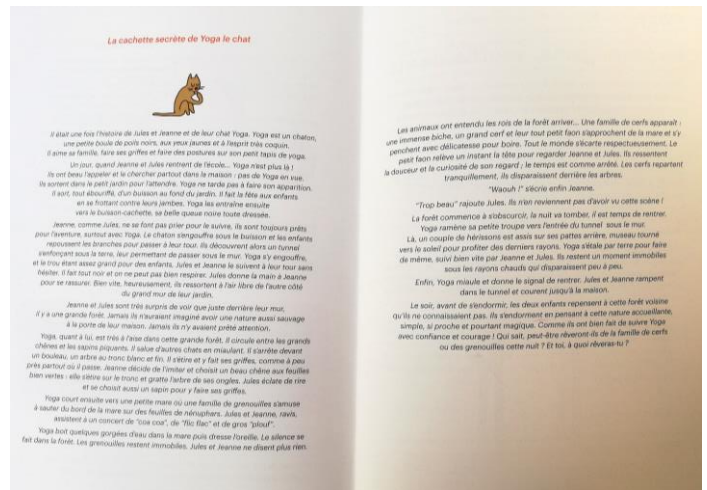 La cachette secrète de Yoga le chat
Il était une fois l'histoire de Jules et Jeanne et de leur chat Yoga. Yoga est un chaton,
une petite boule de poils noirs, aux yeux jaunes et à l'esprit très coquin.
Il aime sa famille, faire ses griffes et faire des postures sur son petit tapis de yoga.
Un jour, quand Jeanne et Jules rentrent de l'école... Yoga n'est plus là !
Ils ont beau l'appeler et le chercher partout dans la maison : pas de Yoga en vue.
Ils sortent dans le petit jardin pour l'attendre. Yoga ne tarde pas à faire son apparition.
Il sort, tout ébouriffé, d'un buisson au fond du jardin. Il fait la fête aux enfants
en se frottant contre leurs jambes. Yoga les entraîne ensuite
vers le buisson-cachette, sa belle queue noire toute dressée.
Jeanne, comme Jules, ne se font pas prier pour le suivre, ils sont toujours prêts
pour l'aventure, surtout avec Yoga. Le chaton s'engouffre sous le buisson et les enfants
repoussent les branches pour passer à leur tour. Ils découvrent alors un tunnel
s'enfonçant sous la terre, leur permettant de passer sous le mur. Yoga s'y engouffre,
et le trou étant assez grand pour des enfants, Jules et Jeanne le suivent à leur tour sans
hésiter. Il fait tout noir et on ne peut pas bien respirer. Jules donne la main à Jeanne
pour se rassurer. Bien vite, heureusement, ils ressortent à l'air libre de l'autre côté
du grand mur de leur jardin.
Jeanne et Jules sont très surpris de voir que juste derrière leur mur,
il y a une grande forêt. Jamais ils n'auraient imaginé avoir une nature aussi sauvage
à la porte de leur maison. Jamais ils n'y avaient prêté attention.
Yoga, quant à lui, est très à l'aise dans cette grande forêt. Il circule entre les grands
chênes et les sapins piquants. Il salue d'autres chats en miaulant. Il s'arrête devant
un bouleau, un arbre au tronc blanc et fin. Il s'étire et y fait ses griffes, comme à peu
près partout où il passe. Jeanne décide de l'imiter et choisit un beau chêne aux feuilles
bien vertes : elle s'étire sur le tronc et gratte l'arbre de ses ongles. Jules éclate de rire
et se choisit aussi un sapin pour y faire ses griffes.
Yoga court ensuite vers une petite mare où une famille de grenouilles s'amuse
à sauter du bord de la mare sur des feuilles de nénuphars. Jules et Jeanne, ravis,
assistent à un concert de "coa coa", de "flic flac" et de gros "plouf".
Yoga boit quelques gorgées d'eau dans la mare puis dresse l'oreille. Le silence se
fait dans la forêt. Les grenouilles restent immobiles. Jules et Jeanne ne disent plus rien.
Les animaux ont entendu les rois de la forêt arriver... Une famille de cerfs apparaît :
une immense biche, un grand cerf et leur tout petit faon s'approchent de la mare et s'y
penchent avec délicatesse pour boire. Tout le monde s'écarte respectueusement. Le
petit faon relève un instant la tête pour regarder Jeanne et Jules. Ils ressentent
la douceur et la curiosité de son regard ; le temps est comme arrêté. Les cerfs repartent
tranquillement, ils disparaissent derrière les arbres.
"Waouh !" s'écrie enfin Jeanne.
"Trop beau" rajoute Jules. Ils n'en reviennent pas d'avoir vu cette scène !
La forêt commence à s'obscurcir, la nuit va tomber, il est temps de rentrer.
Yoga ramène sa petite troupe vers l'entrée du tunnel sous le mur.
Là, un couple de hérissons est assis sur ses pattes arrière, museau tourné
vers le soleil pour profiter des derniers rayons. Yoga s'étale par terre pour faire
de même, suivi bien vite par Jeanne et Jules. Ils restent un moment immobiles
sous les rayons chauds qui disparaissent peu à peu.
Enfin, Yoga miaule et donne le signal de rentrer. Jules et Jeanne rampent
dans le tunnel et courent jusqu'à la maison.
Le soir, avant de s'endormir, les deux enfants repensent à cette forêt voisine
qu'ils ne connaissaient pas. Ils s'endorment en pensant à cette nature accueillante,
simple, si proche et pourtant magique. Comme ils ont bien fait de suivre Yoga
avec confiance et courage ! Qui sait, peut-être rêveront-ils de la famille de cerfs
ou des grenouilles cette nuit ? Et toi, à quoi rêveras-tu ?